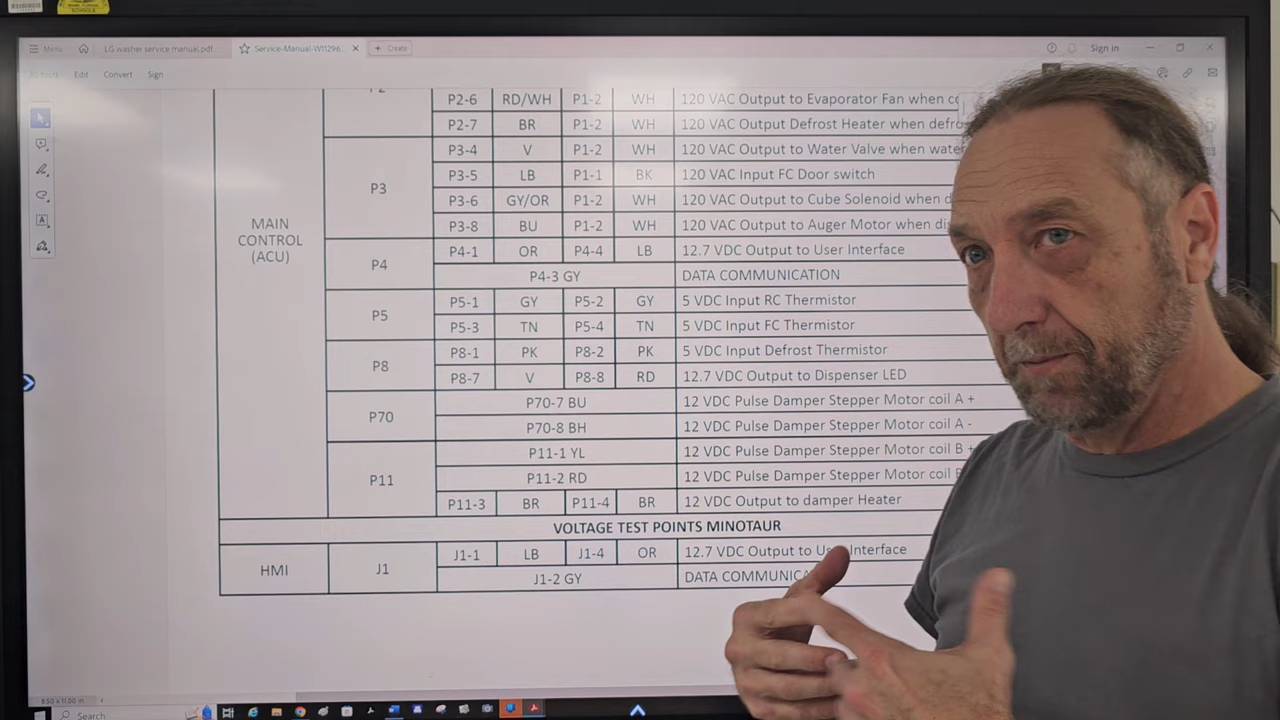 Menu LG washer service manual.pdf Service-Manual-W11296... + Create Sign in
Edit Convert Sign
P2-6 RD/WH P1-2 WH 120 VAC Output to Evaporator Fan when
P2-7 BR P1-2 WH 120 VAC Output Defrost Heater when
P3 P3-4 V P1-2 WH 120 VAC Output to Water Valve when
P3-5 LB P1-1 BK 120 VAC Input FC Door switch
P3-6 GY/OR P1-2 WH 120 VAC Output to Cube Solenoid when
P3-8 BU P1-2 WH 120 VAC Output to Auger Motor when
MAIN
CONTROL
(ACU)
P4 P4-1 OR P4-4 LB 12.7 VDC Output to User Interface
P4-3 GY DATA COMMUNICATION
P5 P5-1 GY P5-2 GY 5 VDC Input RC Thermistor
P5-3 TN P5-4 TN 5 VDC Input FC Thermistor
P8 P8-1 PK P8-2 PK 5 VDC Input Defrost Thermistor
P8-7 V P8-8 RD 12.7 VDC Output to Dispenser LED
P70 P70-7 BU 12 VDC Pulse Damper Stepper Motor coil A +
P70-8 BH 12 VDC Pulse Damper Stepper Motor coil A -
P11 P11-1 YL 12 VDC Pulse Damper Stepper Motor coil B +
P11-2 RD 12 VDC Pulse Damper Stepper Motor coil
P11-3 BR P11-4 BR 12 VDC Output to damper Heater
VOLTAGE TEST POINTS MINOTAUR
HMI J1 J1-1 LB J1-4 OR 12.7 VDC Output to User Interface
J1-2 GY DATA
8.50 x 11.00 in
Search